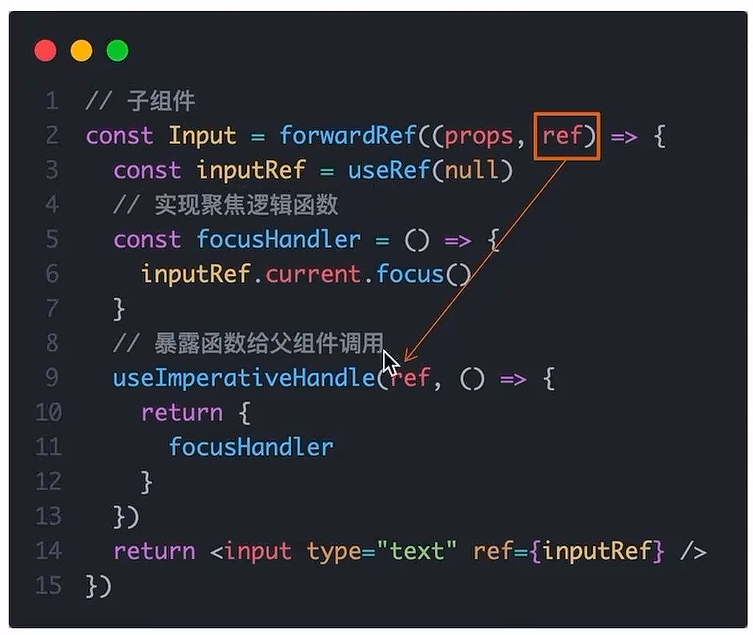 1 // 子组件
2 const Input = forwardRef((props, ref) => {
3 const inputRef = useRef(null)
4 // 实现聚焦逻辑函数
5 const focusHandler = () => {
6 inputRef.current.focus()
7 }
8 // 暴露函数给父组件调用
9 useImperativeHandle(ref, () => {
10 return {
11 focusHandler
12 }
13 })
14 return <input type="text" ref={inputRef} />
15 })